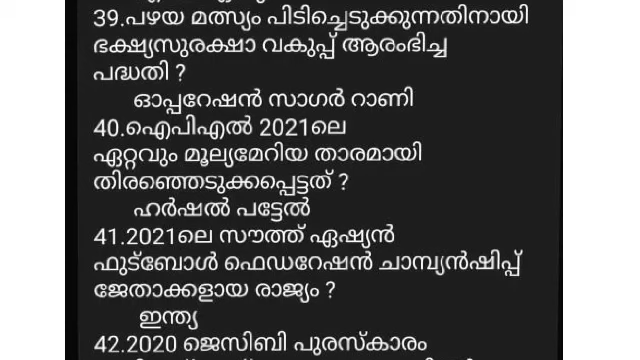 39.പഴയ മത്സ്യം പിടിച്ചെടുക്കുന്നതിനായി
ഭക്ഷ്യസുരക്ഷാ വകുപ്പ് ആരംഭിച്ച
പദ്ധതി ?
ഓപ്പറേഷൻ സാഗർ റാണി
40.ഐപിഎൽ 2021ലെ
ഏറ്റവും മൂല്യമേറിയ താരമായി
തിരഞ്ഞെടുക്കപ്പെട്ടത് ?
ഹർഷൽ പട്ടേൽ
41.2021ലെ സൗത്ത് ഏഷ്യൻ
ഫുട്ബോൾ ഫെഡറേഷൻ ചാമ്പ്യൻഷിപ്പ്
ജേതാക്കളായ രാജ്യം ?
ഇന്ത്യ
42.2020 ജെസിബി പുരസ്കാരം